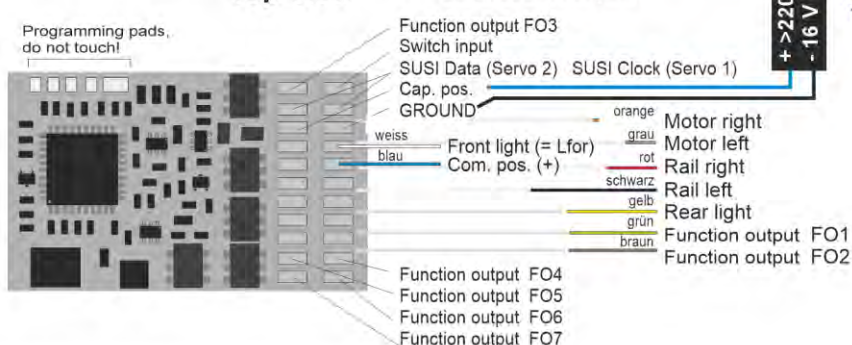 Programming pads,
do not touch!
Function output FO3
Switch input
SUSI Data (Servo 2) SUSI Clock (Servo 1)
Cap. pos.
GROUND
+ >220
- 16 V
weiss
Front light (= Lfor)
blau
Com. pos. (+)
orange
Motor right
grau
Motor left
rot
Rail right
schwarz
Rail left
gelb
Rear light
grün
Function output FO1
braun
Function output FO2
Function output FO4
Function output FO5
Function output FO6
Function output FO7